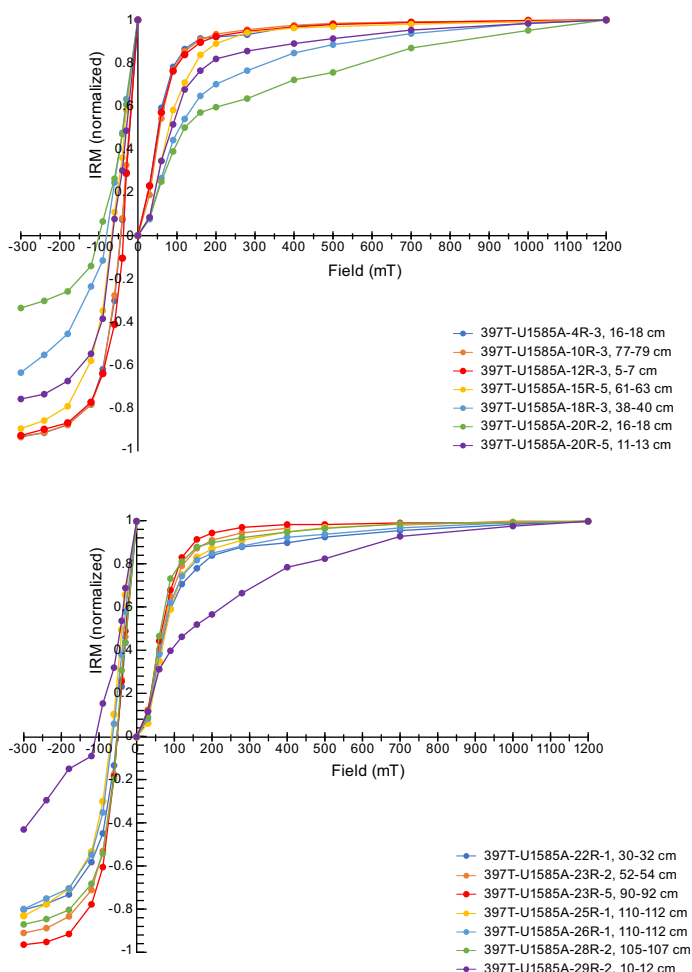 1
0.8
0.6
0.4
0.2
0
-0.2
-0.4
-0.6
-0.8
-1
IRM (normalized)
-300 -200 -100 0 100 200 300 400 500 600 700 800 900 1000 1100 1200
Field (mT)
397T-U1585A-4R-3, 16-18 cm
397T-U1585A-10R-3, 77-79 cm
397T-U1585A-12R-3, 5-7 cm
397T-U1585A-15R-5, 61-63 cm
397T-U1585A-18R-3, 38-40 cm
397T-U1585A-20R-2, 16-18 cm
397T-U1585A-20R-5, 11-13 cm
1
0.8
0.6
0.4
0.2
0
-0.2
-0.4
-0.6
-0.8
-1
IRM (normalized)
-300 -200 -100 0 100 200 300 400 500 600 700 800 900 1000 1100 1200
Field (mT)
397T-U1585A-22R-1, 30-32 cm
397T-U1585A-23R-2, 52-54 cm
397T-U1585A-23R-5, 90-92 cm
397T-U1585A-25R-1, 110-112 cm
397T-U1585A-26R-1, 110-112 cm
397T-U1585A-28R-2, 105-107 cm
397T-U1585A-29R-2, 10-12 cm